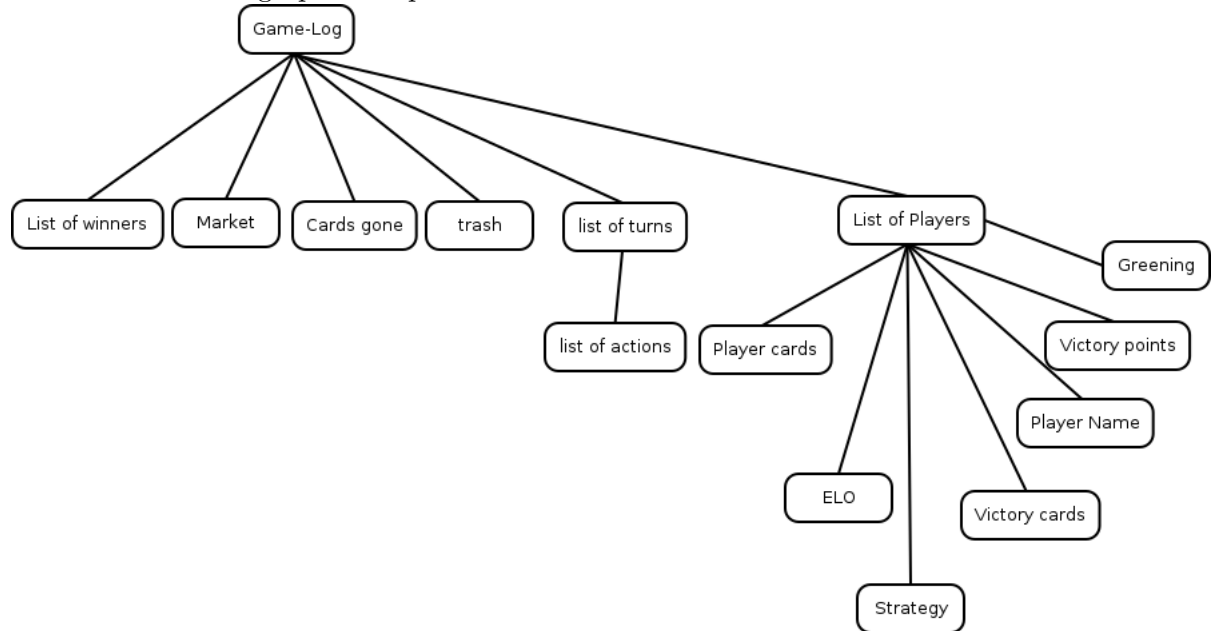 Game-Log
List of winners
Market
Cards gone
trash
list of turns
List of Players
Greening
list of actions
Player cards
Victory points
Player Name
ELO
Victory cards
Strategy